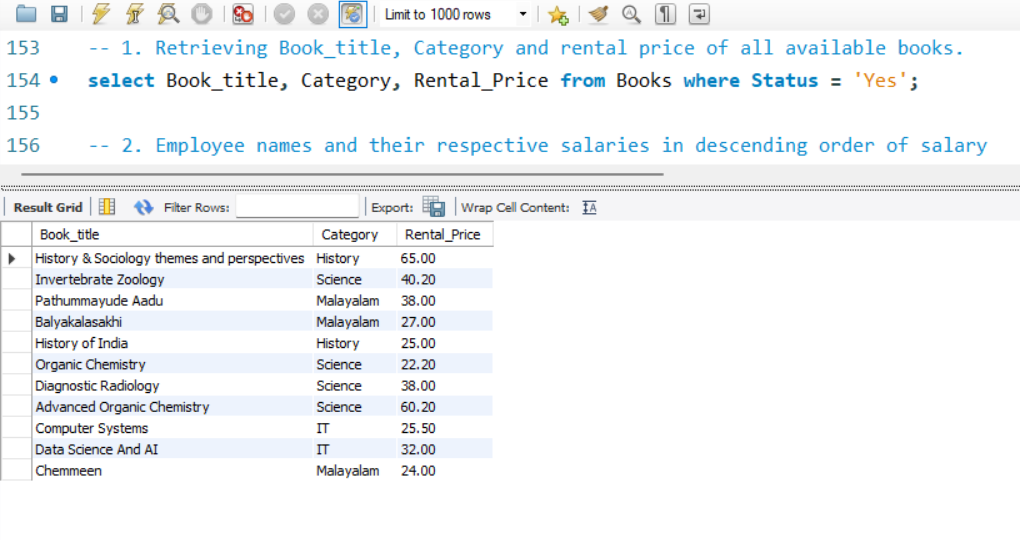 Limit to 1000 rows
153 -- 1. Retrieving Book_title, Category and rental price of all available books.
154 select Book_title, Category, Rental_Price from Books where Status = 'Yes';
155
156 -- 2. Employee names and their respective salaries in descending order of salary
Result Grid Filter Rows: Export: Wrap Cell Content:
Book_title Category Rental_Price
History & Sociology themes and perspectives History 65.00
Invertebrate Zoology Science 40.20
Pathummayude Aadu Malayalam 38.00
Balyakalasakhi Malayalam 27.00
History of India History 25.00
Organic Chemistry Science 22.20
Diagnostic Radiology Science 38.00
Advanced Organic Chemistry Science 60.20
Computer Systems IT 25.50
Data Science And AI IT 32.00
Chemmeen Malayalam 24.00